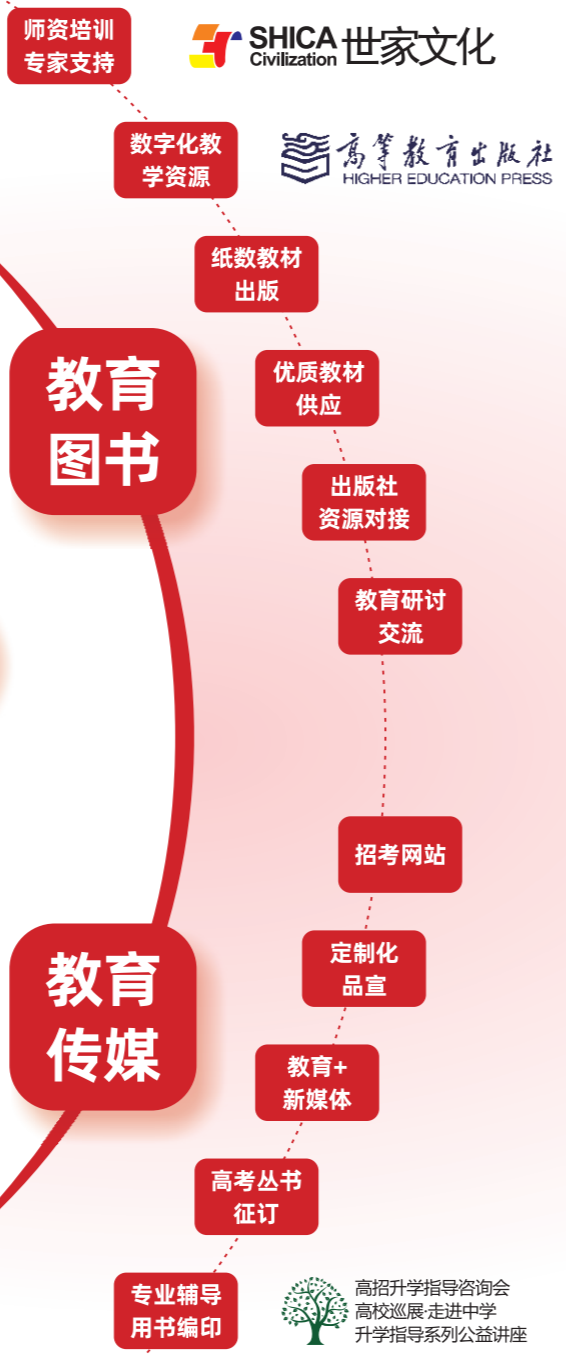 师资培训
专家支持
SHICA
Civilization
世家文化
数字化教
学资源
高等教育出版社
HIGHER EDUCATION PRESS
纸数教材
出版
教育
图书
优质教材
供应
出版社
资源对接
教育研讨
交流
招考网站
教育
传媒
定制化
品宣
教育+
新媒体
高考丛书
征订
专业辅导
用书编印
高招升学指导咨询会
高校巡展·走进中学
升学指导系列公益讲座